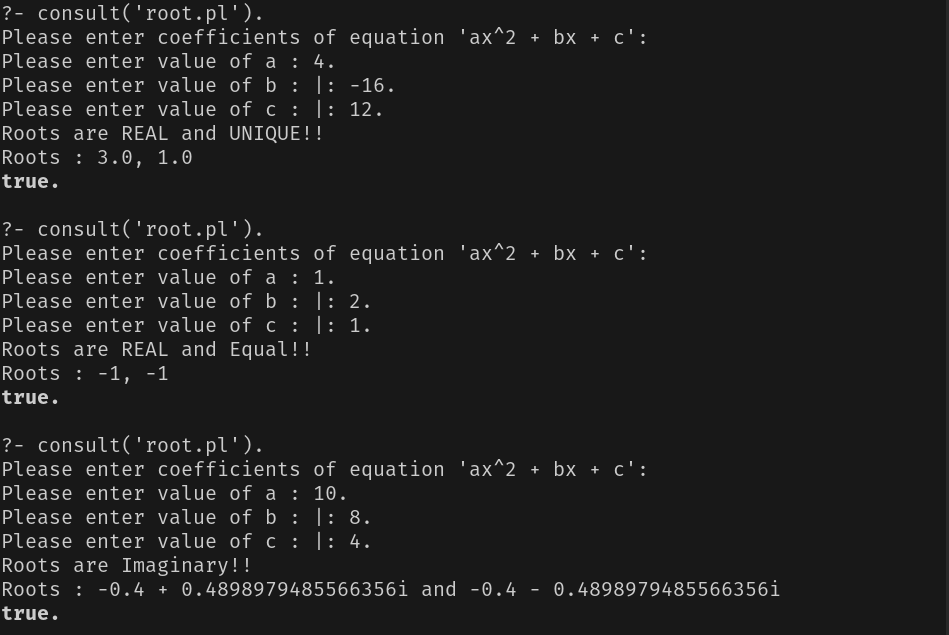 ?- consult('root.pl').
Please enter coefficients of equation 'ax^2 + bx + c':
Please enter value of a : 4.
Please enter value of b : |: -16.
Please enter value of c : |: 12.
Roots are REAL and UNIQUE!!
Roots : 3.0, 1.0
true.
?- consult('root.pl').
Please enter coefficients of equation 'ax^2 + bx + c':
Please enter value of a : 1.
Please enter value of b : |: 2.
Please enter value of c : |: 1.
Roots are REAL and Equal!!
Roots : -1, -1
true.
?- consult('root.pl').
Please enter coefficients of equation 'ax^2 + bx + c':
Please enter value of a : 10.
Please enter value of b : |: 8.
Please enter value of c : |: 4.
Roots are Imaginary!!
Roots : -0.4 + 0.4898979485566356i and -0.4 - 0.4898979485566356i
true.